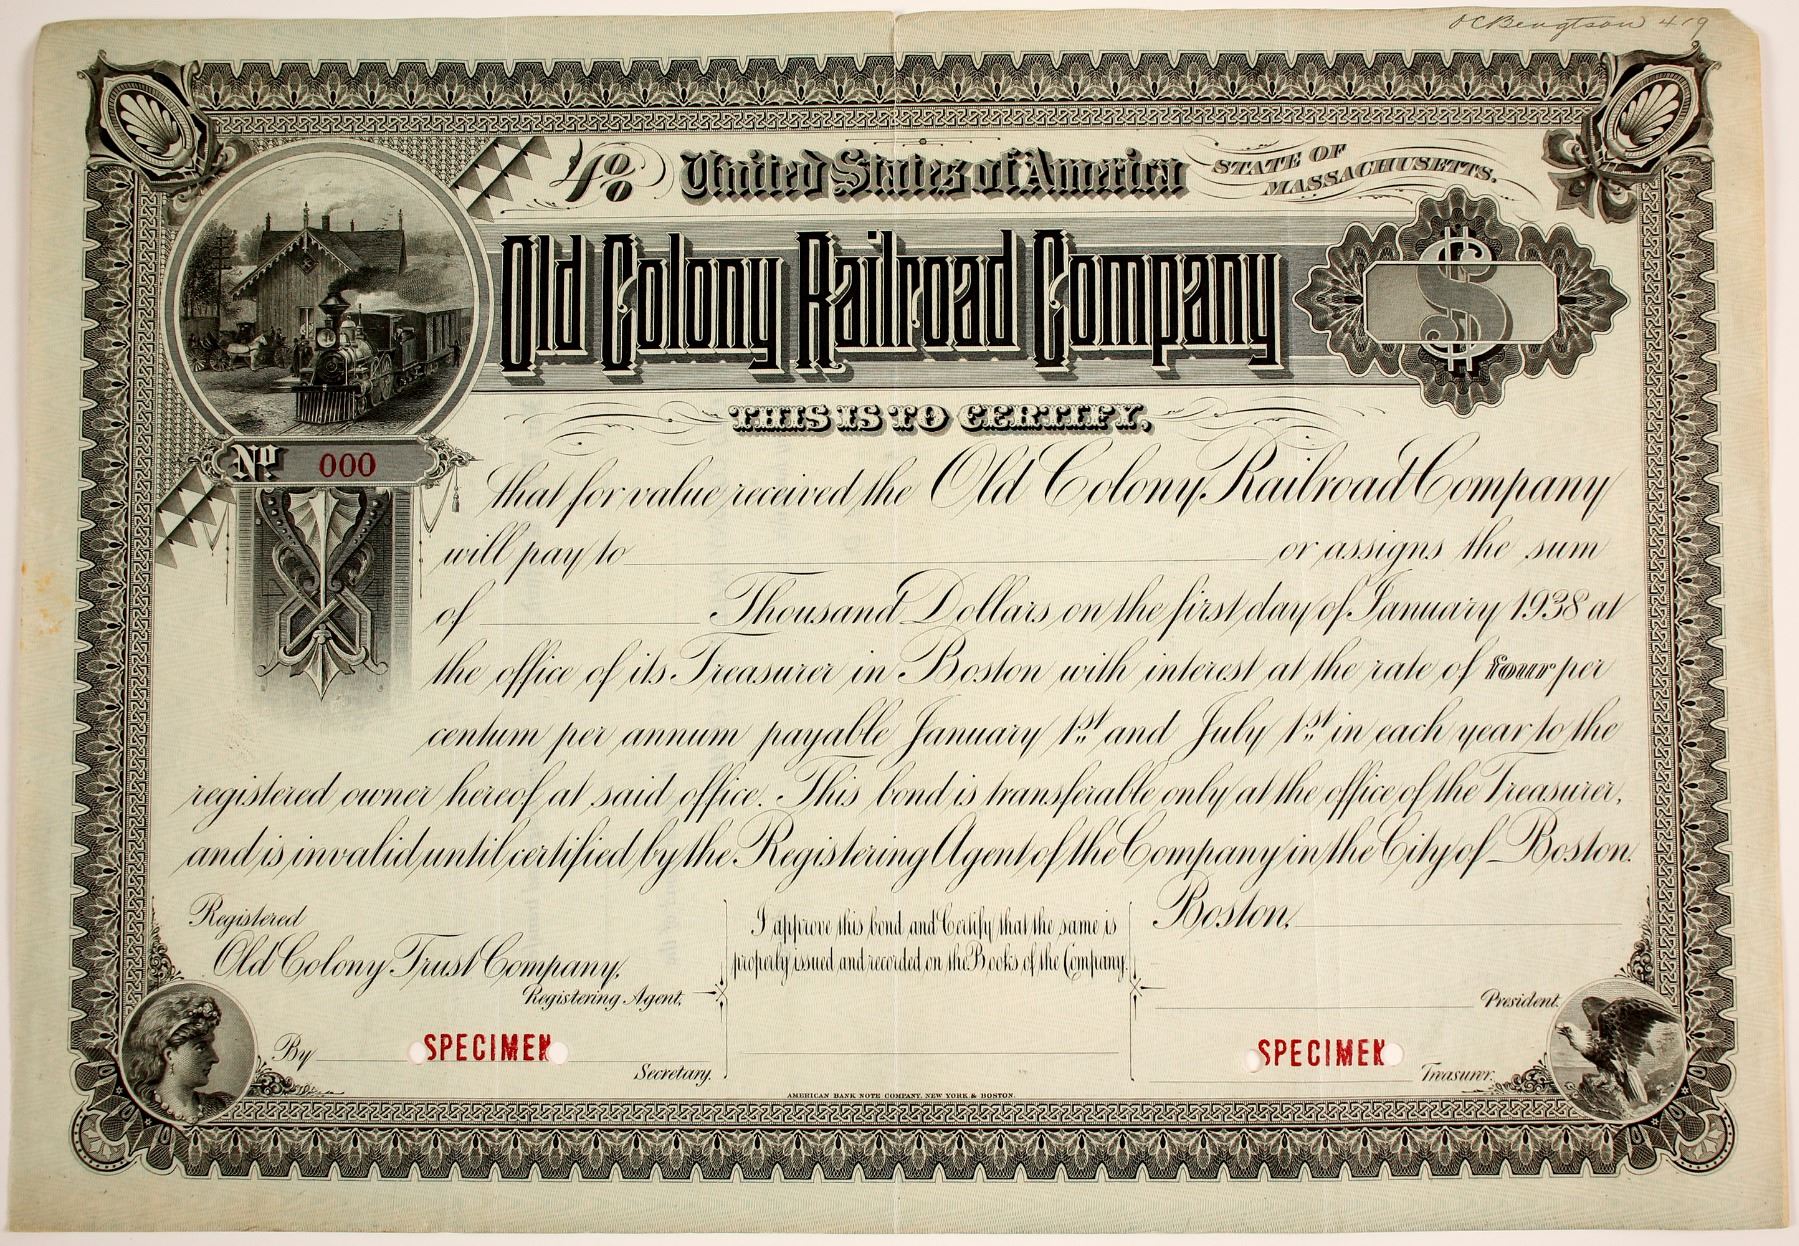 OCBengtson 419
4% United States of America STATE OF
MASSACHUSETTS.
Old Colony Railroad Company $
THIS IS TO CERTIFY,
No 000
that for value received the Old Colony Railroad Company
will pay to or assigns the sum
of Thousand Dollars on the first day of January 1938 at
the office of its Treasurer in Boston with interest at the rate of four per
centum per annum payable January 1st and July 1st in each year to the
registered owner hereof at said office. This bond is transferable only at the office of the Treasurer,
and is invalid until certified by the Registering Agent of the Company in the City of Boston.
Registered
Old Colony Trust Company,
Registering Agent,
By SPECIMEN
Secretary.
I approve this bond and Certify that the same is
properly issued and recorded on the Books of the Company.
Boston,
President.
SPECIMEN
Treasurer.
AMERICAN BANK NOTE COMPANY, NEW YORK & BOSTON.